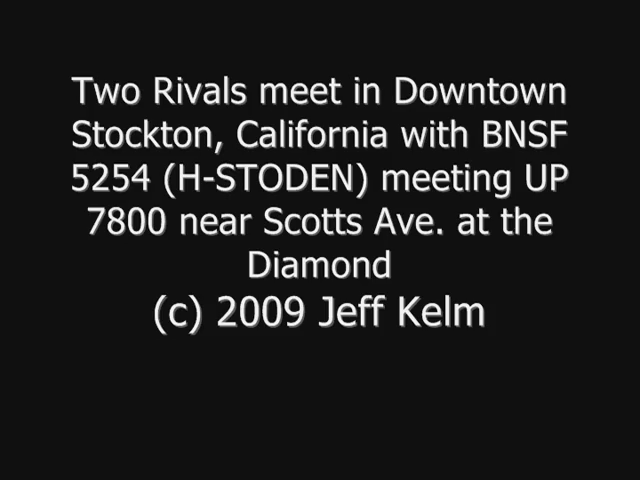 Two Rivals meet in Downtown
Stockton, California with BNSF
5254 (H-STODEN) meeting UP
7800 near Scotts Ave. at the
Diamond
(c) 2009 Jeff Kelm